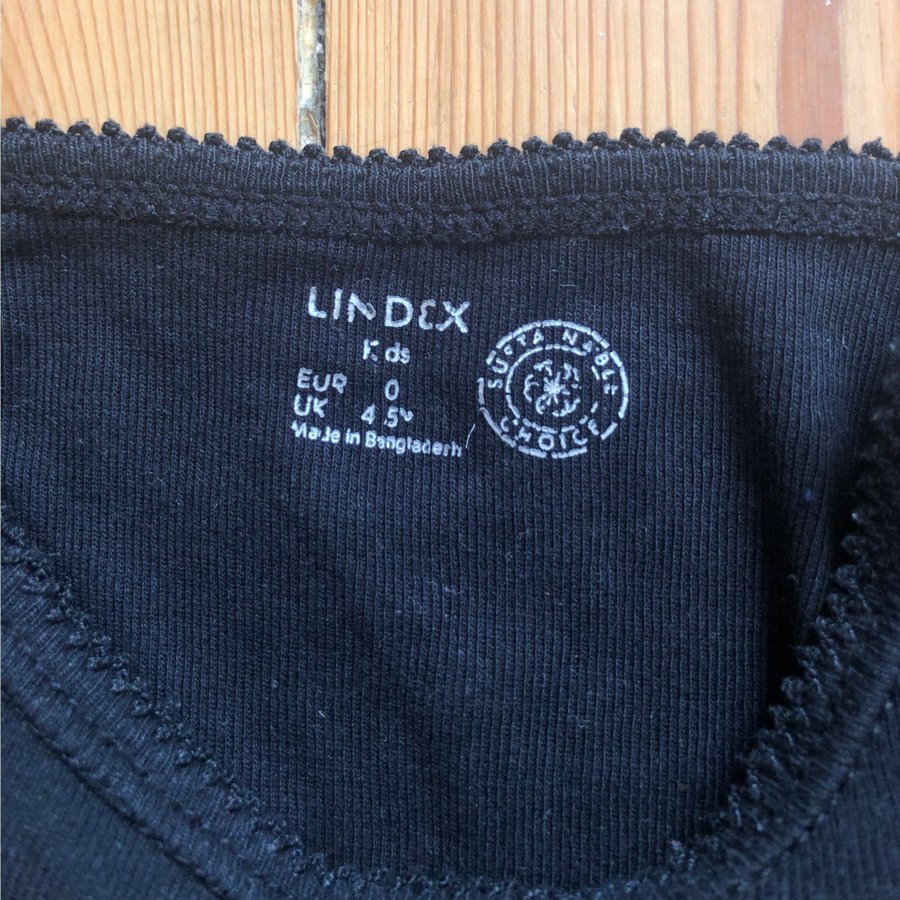 LINDEX
Kids
EUR 0
UK 4.5Y
Made in Bangladesh
SUSTAINABLE
CHOICE